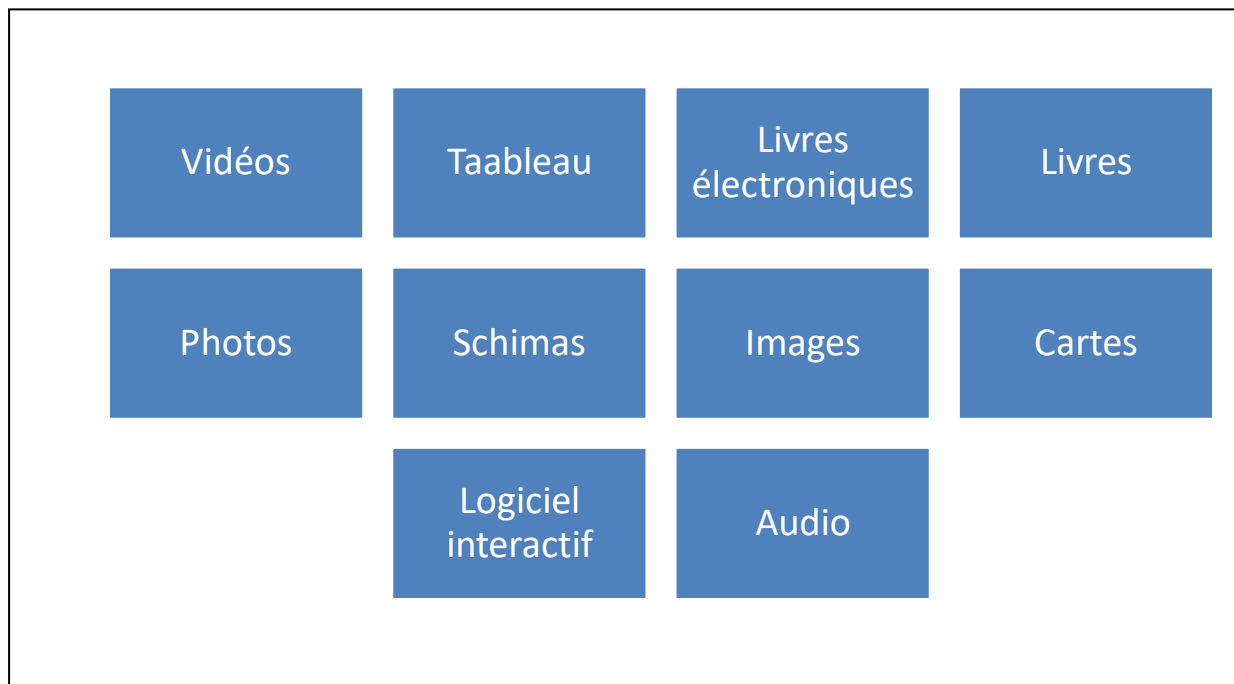 Vidéos
Taableau
Livres
électroniques
Livres
Photos
Schimas
Images
Cartes
Logiciel
interactif
Audio